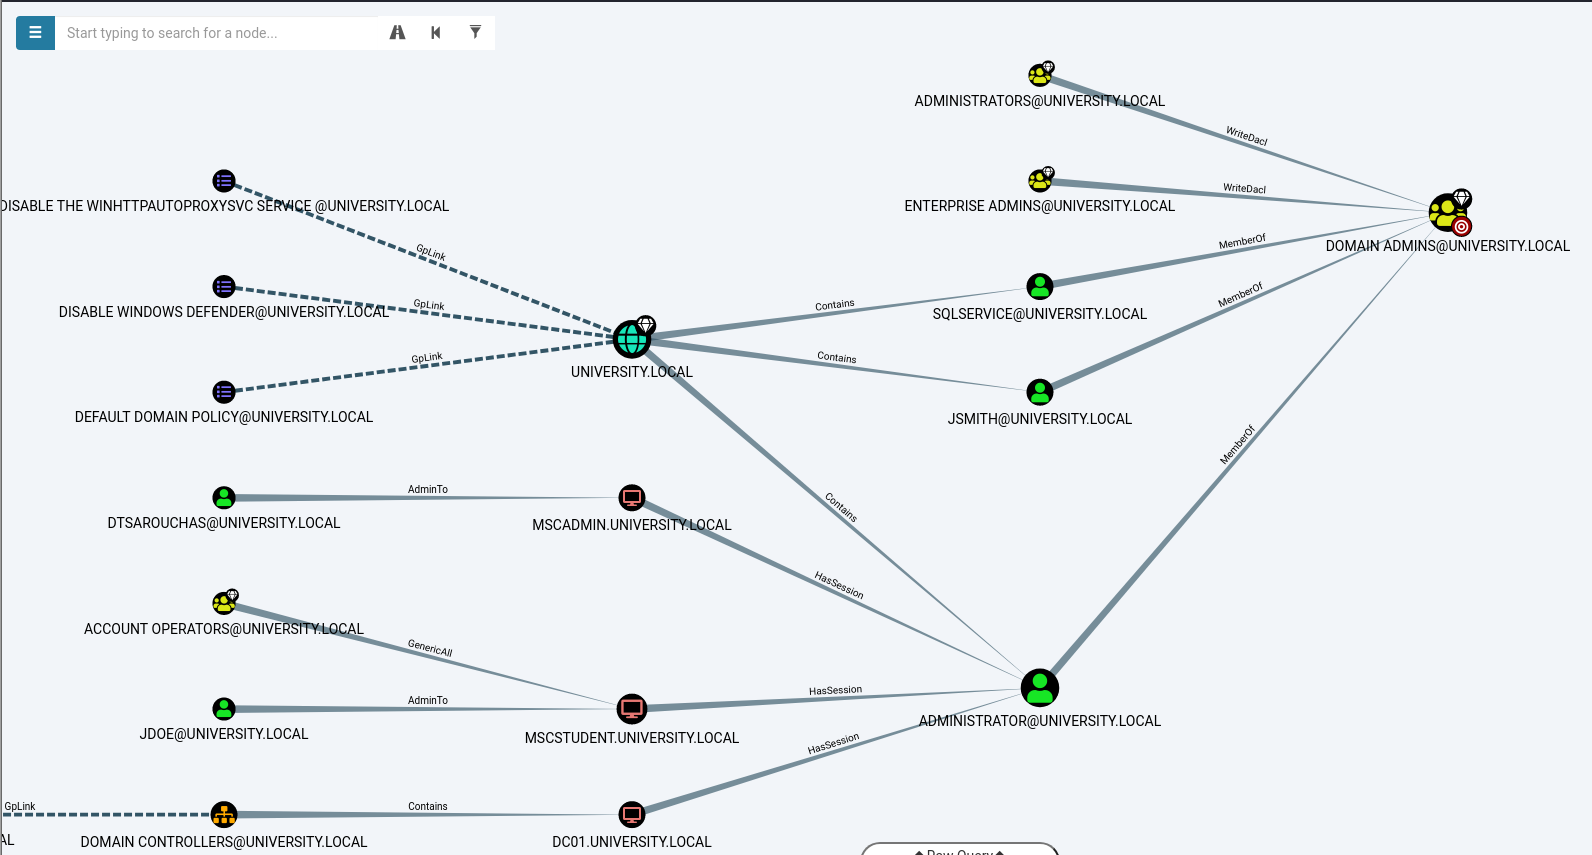 Start typing to search for a node...
ADMINISTRATORS@UNIVERSITY.LOCAL
WriteDacl
DISABLE THE WINHTTPAUTOPROXYSVC SERVICE @UNIVERSITY.LOCAL
ENTERPRISE ADMINS@UNIVERSITY.LOCAL
WriteDacl
DOMAIN ADMINS@UNIVERSITY.LOCAL
GpLink
MemberOf
DISABLE WINDOWS DEFENDER@UNIVERSITY.LOCAL
GpLink
Contains
SQLSERVICE@UNIVERSITY.LOCAL
MemberOf
GpLink
UNIVERSITY.LOCAL
Contains
DEFAULT DOMAIN POLICY@UNIVERSITY.LOCAL
JSMITH@UNIVERSITY.LOCAL
MemberOf
DTSAROUCHAS@UNIVERSITY.LOCAL
AdminTo
MSCADMIN.UNIVERSITY.LOCAL
Contains
HasSession
ACCOUNT OPERATORS@UNIVERSITY.LOCAL
GenericAll
JDOE@UNIVERSITY.LOCAL
AdminTo
MSCSTUDENT.UNIVERSITY.LOCAL
HasSession
ADMINISTRATOR@UNIVERSITY.LOCAL
HasSession
GpLink
AL
DOMAIN CONTROLLERS@UNIVERSITY.LOCAL
Contains
DC01.UNIVERSITY.LOCAL
Raw Query